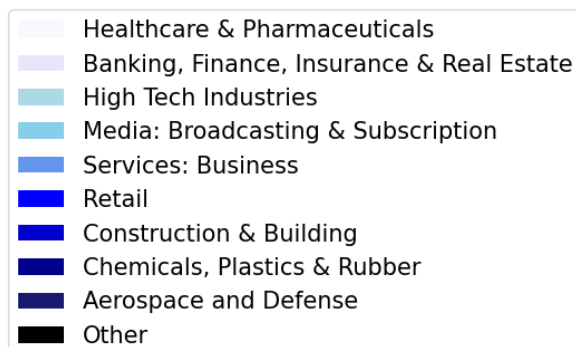 Healthcare & Pharmaceuticals
Banking, Finance, Insurance & Real Estate
High Tech Industries
Media: Broadcasting & Subscription
Services: Business
Retail
Construction & Building
Chemicals, Plastics & Rubber
Aerospace and Defense
Other